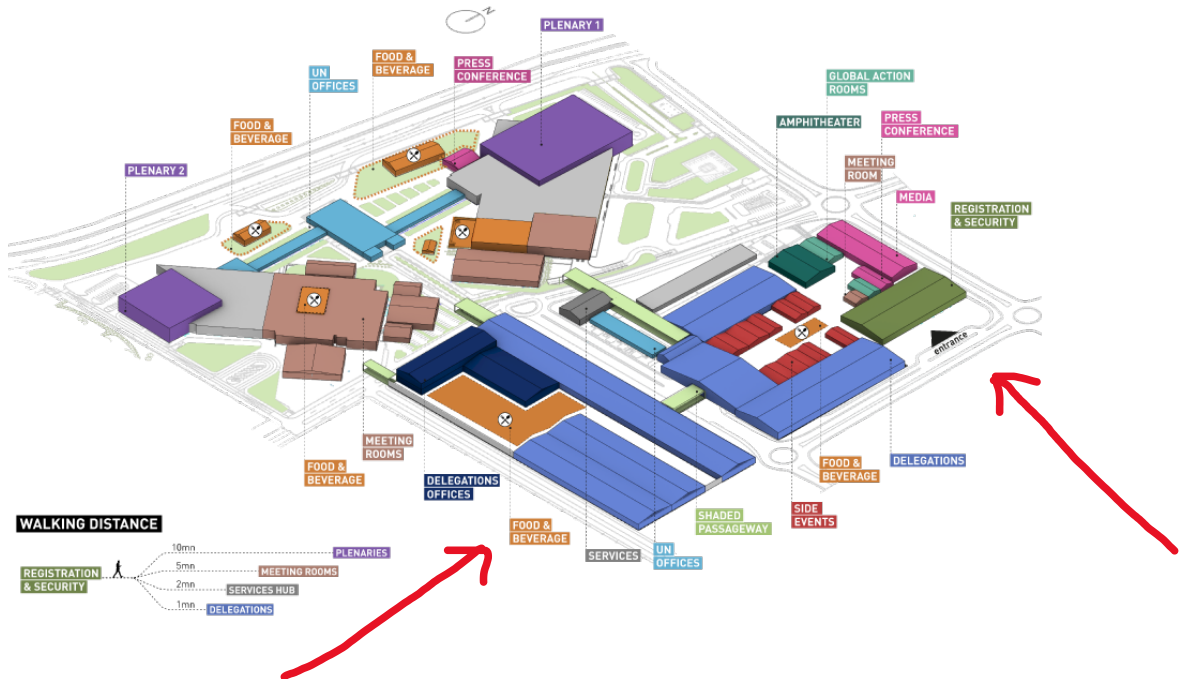 N
PLENARY 1
FOOD &
BEVERAGE
PRESS
CONFERENCE
UN
OFFICES
GLOBAL ACTION
ROOMS
FOOD &
BEVERAGE
AMPHITHEATER
PRESS
CONFERENCE
MEETING
ROOM
PLENARY 2
MEDIA
REGISTRATION
& SECURITY
entrance
MEETING
ROOMS
FOOD &
BEVERAGE
DELEGATIONS
OFFICES
FOOD &
BEVERAGE
DELEGATIONS
SIDE
EVENTS
SHADED
PASSAGEWAY
FOOD &
BEVERAGE
SERVICES
UN
OFFICES
WALKING DISTANCE
REGISTRATION
& SECURITY
10mn
PLENARIES
5mn
MEETING ROOMS
2mn
SERVICES HUB
1mn
DELEGATIONS